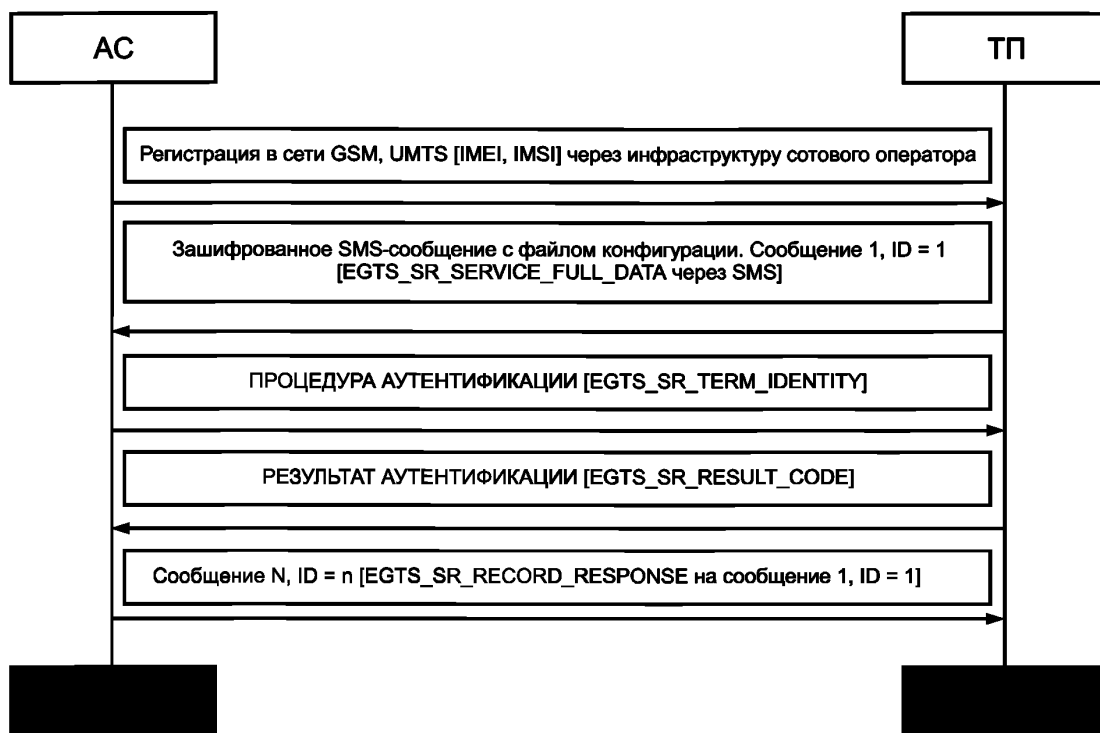 АС
ТП
Регистрация в сети GSM, UMTS [IMEI, IMSI] через инфраструктуру сотового оператора
Зашифрованное SMS-сообщение с файлом конфигурации. Сообщение 1, ID = 1
[EGTS_SR_SERVICE_FULL_DATA через SMS]
ПРОЦЕДУРА АУТЕНТИФИКАЦИИ [EGTS_SR_TERM_IDENTITY]
РЕЗУЛЬТАТ АУТЕНТИФИКАЦИИ [EGTS_SR_RESULT_CODE]
Сообщение N, ID = n [EGTS_SR_RECORD_RESPONSE на сообщение 1, ID = 1]